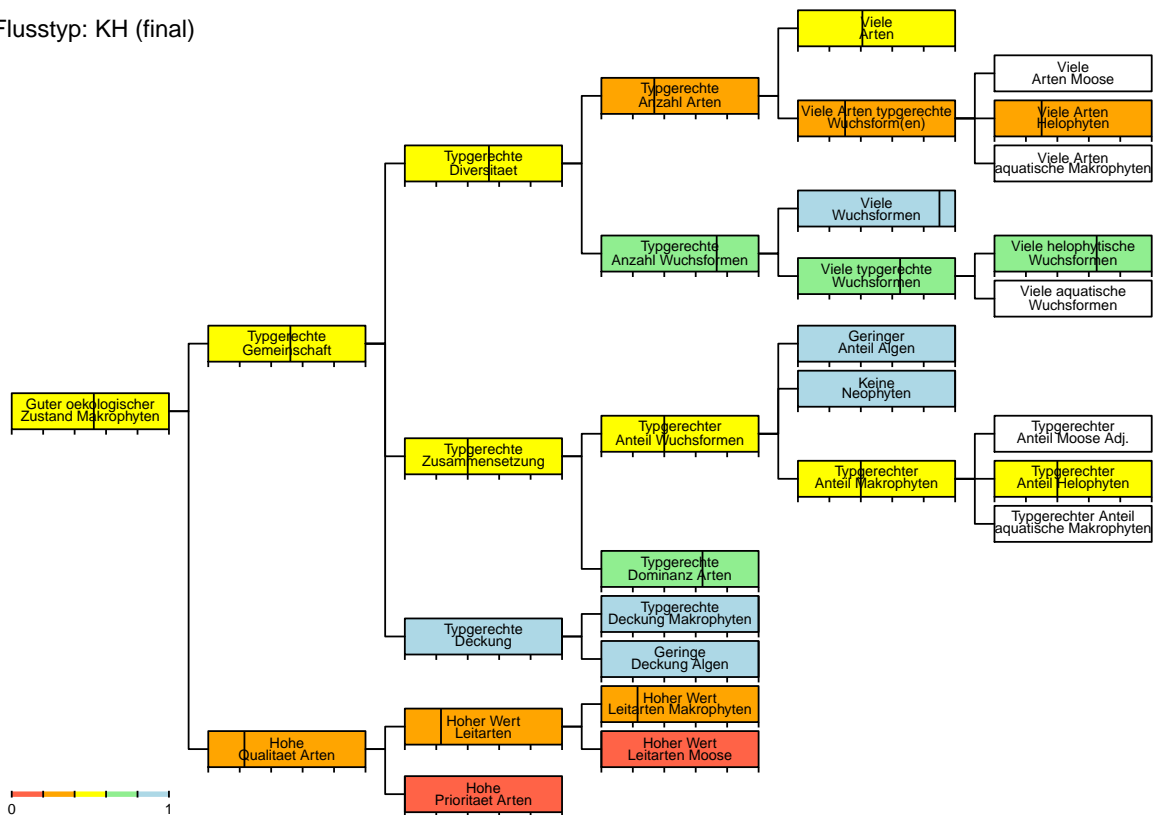 Flusstyp: KH (final)
Viele
Arten
Typgerechte
Anzahl Arten
Viele
Arten Moose
Viele Arten typgerechte
Wuchsform(en)
Viele Arten
Helophyten
Viele Arten
aquatische Makrophyten
Typgerechte
Diversitaet
Viele
Wuchsformen
Typgerechte
Anzahl Wuchsformen
Viele typgerechte
Wuchsformen
Viele helophytische
Wuchsformen
Viele aquatische
Wuchsformen
Typgerechte
Gemeinschaft
Geringer
Anteil Algen
Keine
Neophyten
Guter oekologischer
Zustand Makrophyten
Typgerechte
Zusammensetzung
Typgerechter
Anteil Wuchsformen
Typgerechter
Anteil Moose Adj.
Typgerechter
Anteil Makrophyten
Typgerechter
Anteil Helophyten
Typgerechter Anteil
aquatische Makrophyten
Typgerechte
Dominanz Arten
Typgerechte
Deckung
Typgerechte
Deckung Makrophyten
Geringe
Deckung Algen
Hohe
Qualitaet Arten
Hoher Wert
Leitarten
Hoher Wert
Leitarten Makrophyten
Hoher Wert
Leitarten Moose
Hohe
Prioritaet Arten
0
1